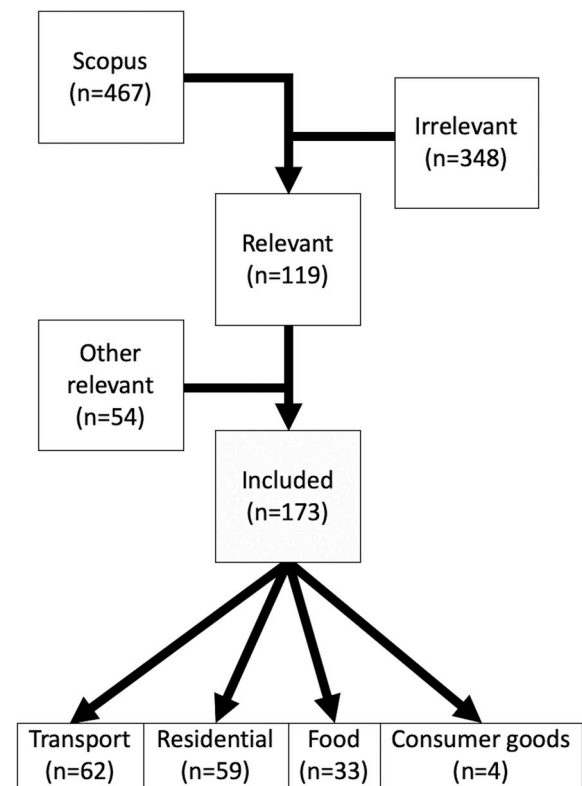 Scopus
(n=467)
Irrelevant
(n=348)
Relevant
(n=119)
Other
relevant
(n=54)
Included
(n=173)
Transport
(n=62)
Residential
(n=59)
Food
(n=33)
Consumer goods
(n=4)